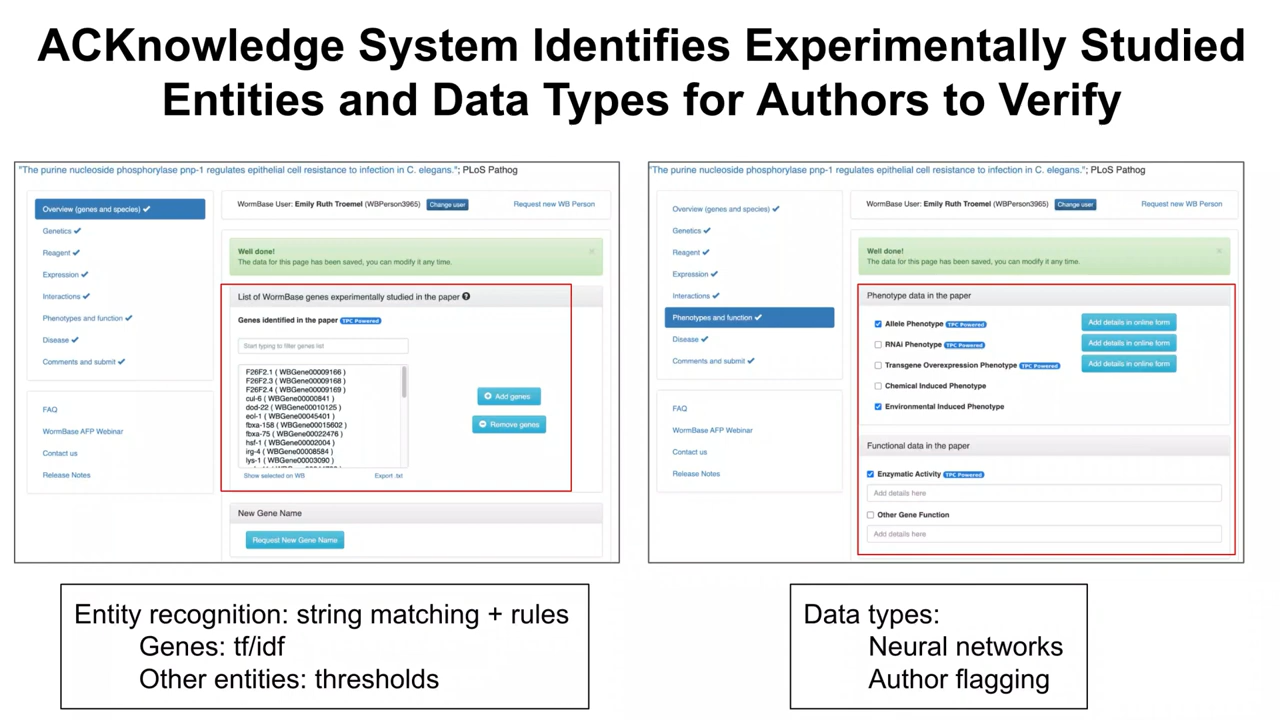 ACKnowledge System Identifies Experimentally Studied
Entities and Data Types for Authors to Verify
"The purine nucleoside phosphorylase pnp-1 regulates epithelial cell resistance to infection in C. elegans."; PLoS Pathog
Overview (genes and species)
Genetics
Reagent
Expression
Interactions
Phenotypes and function
Disease
Comments and submit
FAQ
WormBase AFP Webinar
Contact us
Release Notes
WormBase User: Emily Ruth Troemel (WBPerson3965) Change user Request new WB Person
Well done!
The data for this page has been saved, you can modify it any time.
List of WormBase genes experimentally studied in the paper
Genes identified in the paper TPC Powered
Start typing to filter genes list
F26F2.1 ( WBGene00009166 )
F26F2.3 ( WBGene00009168 )
F26F2.4 ( WBGene00009169 )
cul-6 ( WBGene00000841 )
dod-22 ( WBGene00010125 )
eol-1 ( WBGene00045401 )
fbxa-158 ( WBGene00015602 )
fbxa-75 ( WBGene00022476 )
hsf-1 ( WBGene00002004 )
irg-4 ( WBGene00008584 )
lys-1 ( WBGene00003090 )
Add genes
Remove genes
Show selected on WB Export .txt
New Gene Name
Request New Gene Name
"The purine nucleoside phosphorylase pnp-1 regulates epithelial cell resistance to infection in C. elegans."; PLoS Pathog
Overview (genes and species)
Genetics
Reagent
Expression
Interactions
Phenotypes and function
Disease
Comments and submit
FAQ
WormBase AFP Webinar
Contact us
Release Notes
WormBase User: Emily Ruth Troemel (WBPerson3965) Change user Request new WB Person
Well done!
The data for this page has been saved, you can modify it any time.
Phenotype data in the paper
Allele Phenotype TPC Powered Add details in online form
RNAi Phenotype TPC Powered Add details in online form
Transgene Overexpression Phenotype TPC Powered Add details in online form
Chemical Induced Phenotype
Environmental Induced Phenotype
Functional data in the paper
Enzymatic Activity TPC Powered
Add details here
Other Gene Function
Add details here
Entity recognition: string matching + rules
Genes: tf/idf
Other entities: thresholds
Data types:
Neural networks
Author flagging